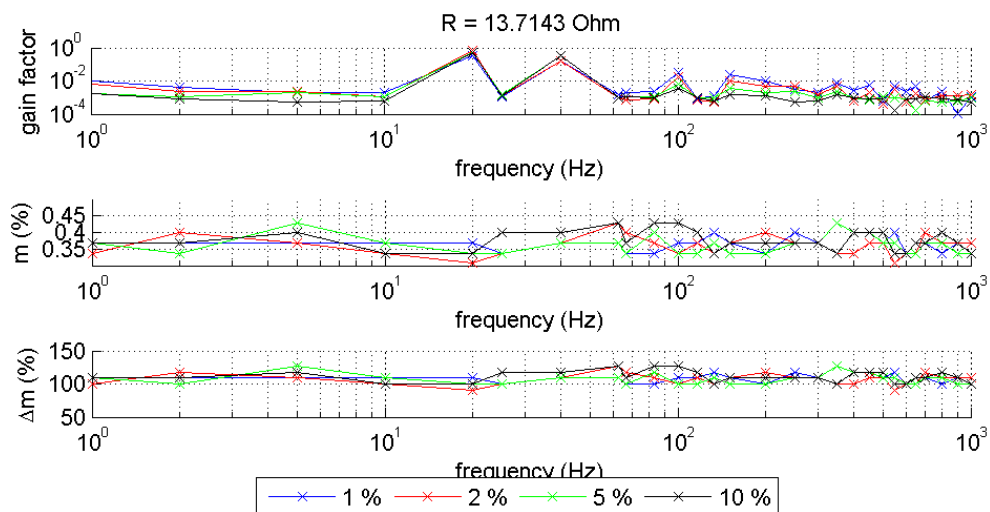 R = 13.7143 Ohm
gain factor
10^0
10^-2
10^-4
10^0 10^1 10^2 10^3
frequency (Hz)
m (%)
0.45
0.4
0.35
10^0 10^1 10^2 10^3
frequency (Hz)
Δm (%)
150
100
50
10^0 10^1 10^2 10^3
frequency (Hz)
1 % 2 % 5 % 10 %